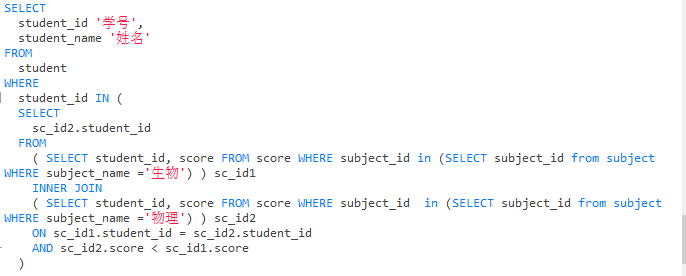 SELECT
student_id '学号',
student_name '姓名'
FROM
student
WHERE
student_id IN (
SELECT
sc_id2.student_id
FROM
( SELECT student_id, score FROM score WHERE subject_id in (SELECT subject_id from subject
WHERE subject_name ='生物') ) sc_id1
INNER JOIN
( SELECT student_id, score FROM score WHERE subject_id  in (SELECT subject_id from subject
WHERE subject_name ='物理') ) sc_id2
ON sc_id1.student_id = sc_id2.student_id
AND sc_id2.score < sc_id1.score
)